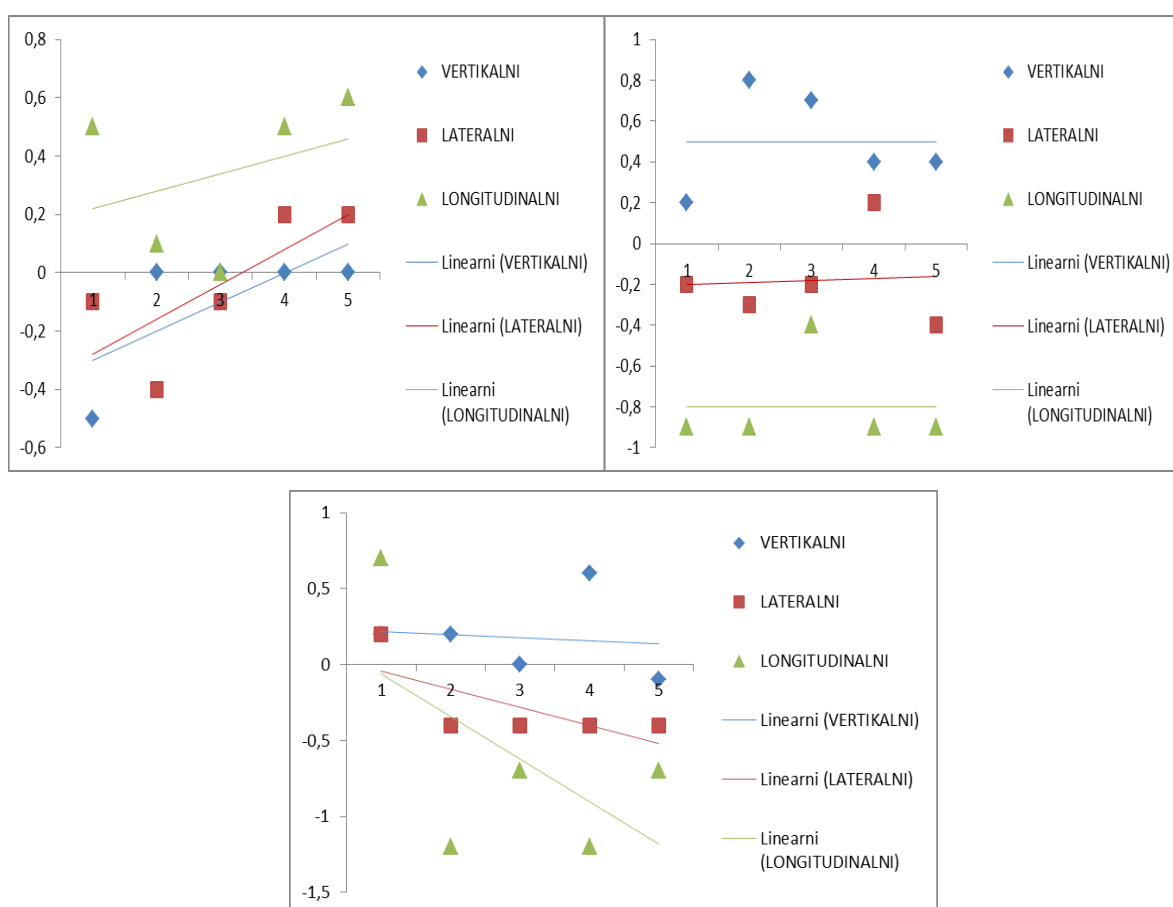 0,8
0,6
0,4
0,2
0
-0,2
-0,4
-0,6
1 2 3 4 5
VERTIKALNI
LATERALNI
LONGITUDINALNI
Linearni (VERTIKALNI)
Linearni (LATERALNI)
Linearni
(LONGITUDINALNI)
1
0,8
0,6
0,4
0,2
0
-0,2
-0,4
-0,6
-0,8
-1
1 2 3 4 5
VERTIKALNI
LATERALNI
LONGITUDINALNI
Linearni (VERTIKALNI)
Linearni (LATERALNI)
Linearni
(LONGITUDINALNI)
1
0,5
0
-0,5
-1
-1,5
1 2 3 4 5
VERTIKALNI
LATERALNI
LONGITUDINALNI
Linearni (VERTIKALNI)
Linearni (LATERALNI)
Linearni
(LONGITUDINALNI)